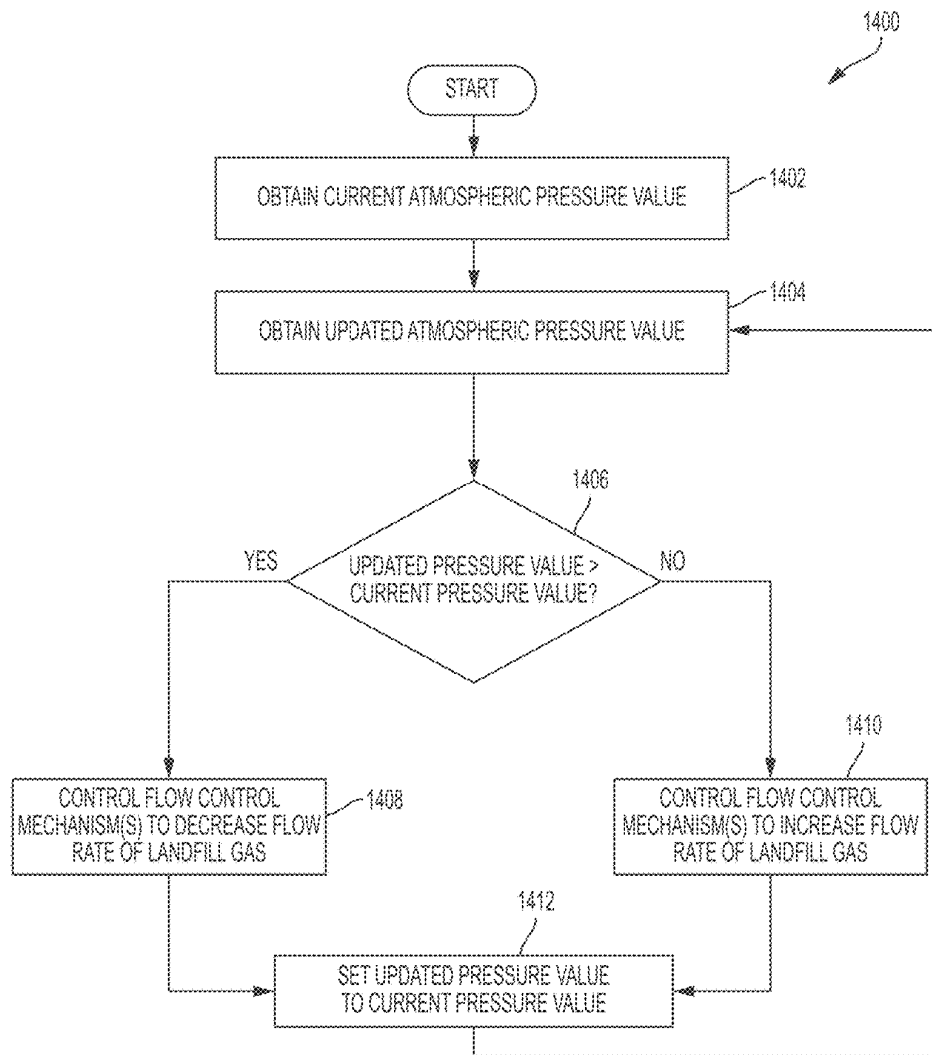 1400
START
OBTAIN CURRENT ATMOSPHERIC PRESSURE VALUE
1402
1404
OBTAIN UPDATED ATMOSPHERIC PRESSURE VALUE
1406
YES
UPDATED PRESSURE VALUE >
CURRENT PRESSURE VALUE?
NO
CONTROL FLOW CONTROL
MECHANISM(S) TO DECREASE FLOW
RATE OF LANDFILL GAS
1408
1410
CONTROL FLOW CONTROL
MECHANISM(S) TO INCREASE FLOW
RATE OF LANDFILL GAS
1412
SET UPDATED PRESSURE VALUE
TO CURRENT PRESSURE VALUE